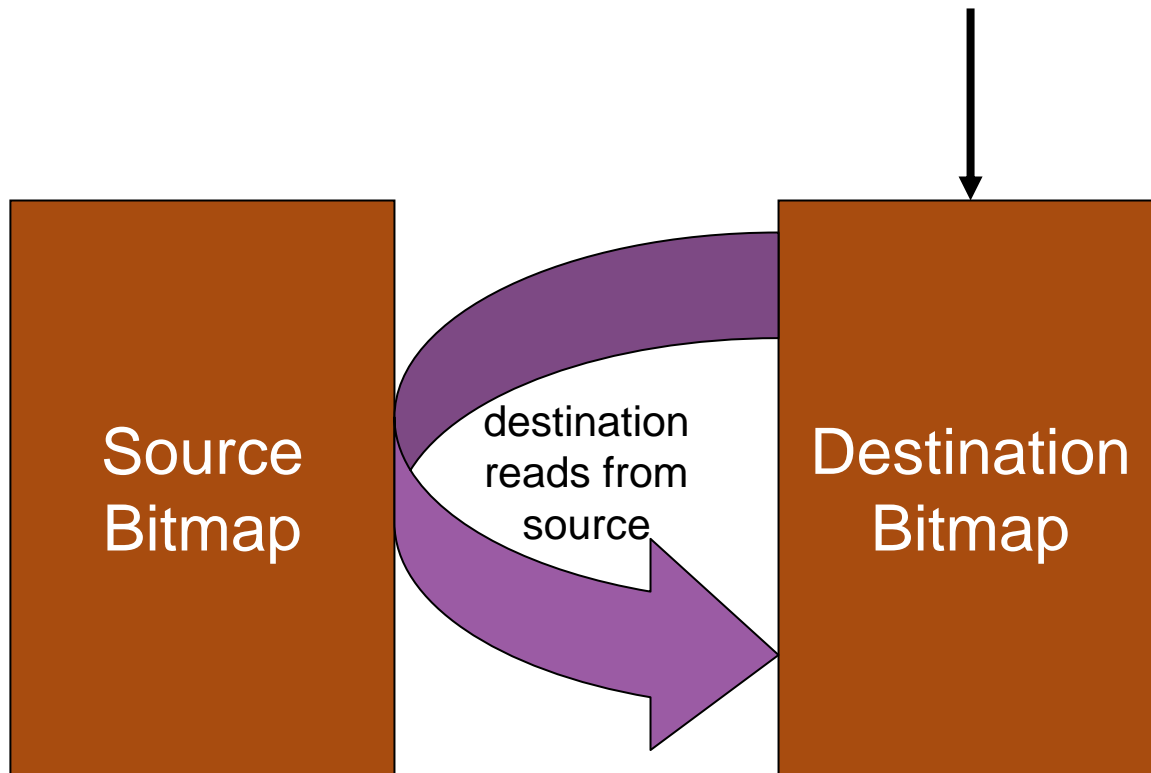 Source
Bitmap
destination
reads from
source
Destination
Bitmap